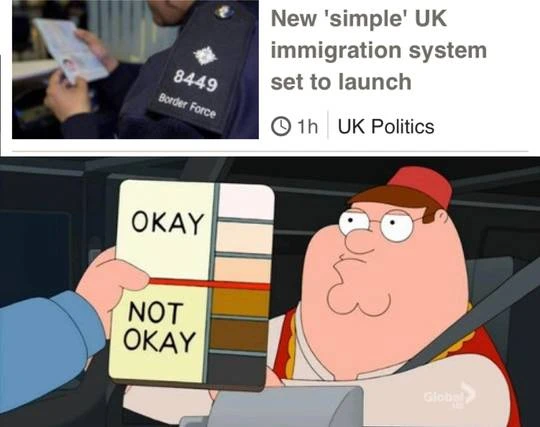 New 'simple' UK
immigration system
set to launch
1h UK Politics
8449
Border Force
OKAY
NOT
OKAY
Global